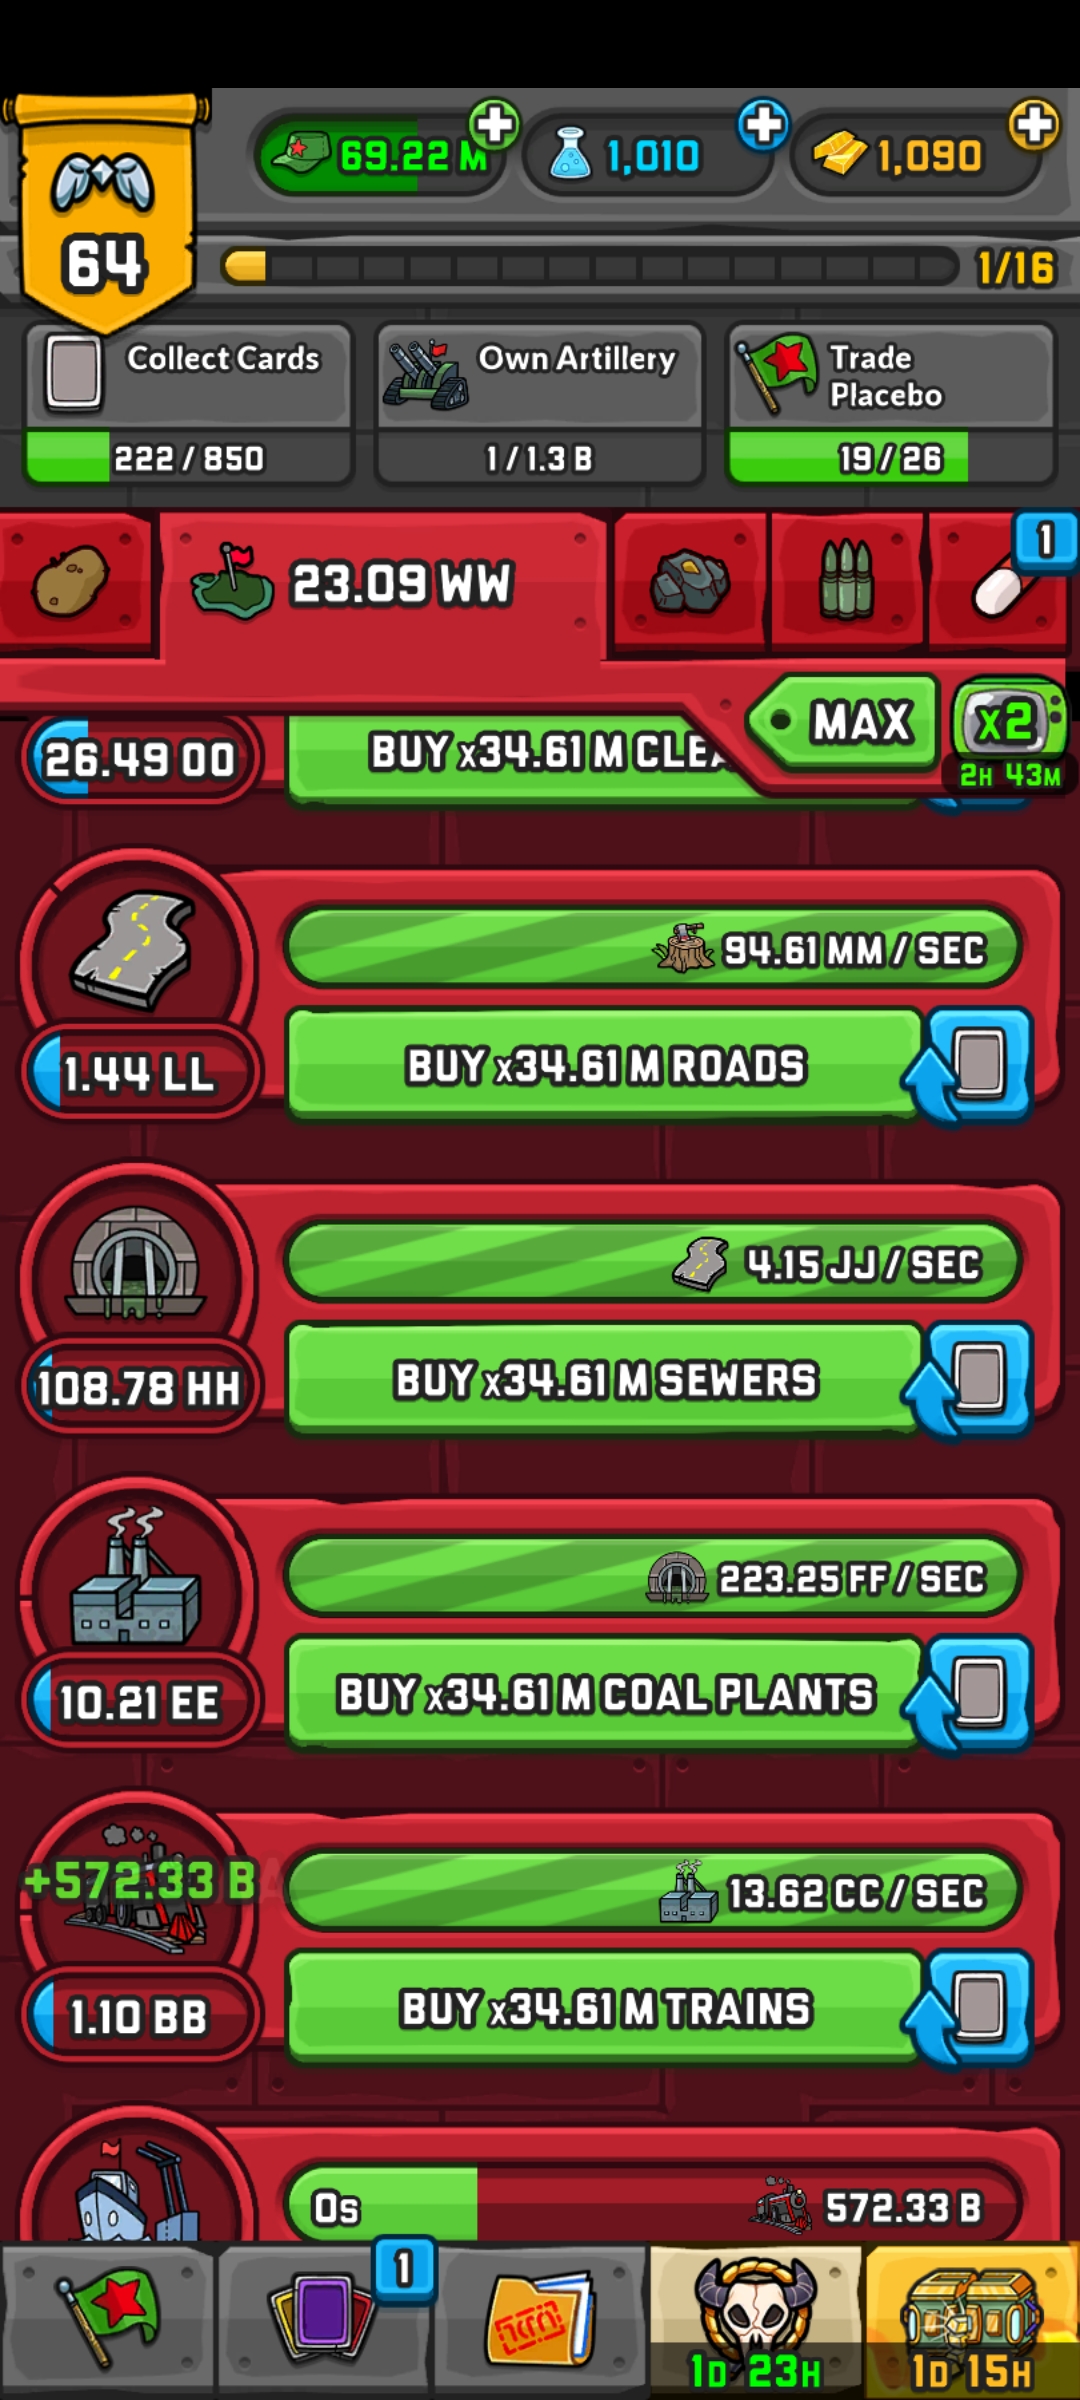 64
69.22 M
1,010
1,090
1/16
Collect Cards
222 / 850
Own Artillery
1 / 1.3 B
Trade
Placebo
19 / 26
23.09 WW
1
MAX
x2
2H 43M
26.49 OO
BUY x34.61 M CLEA
94.61 MM / SEC
1.44 LL
BUY x34.61 M ROADS
4.15 JJ / SEC
108.78 HH
BUY x34.61 M SEWERS
223.25 FF / SEC
10.21 EE
BUY x34.61 M COAL PLANTS
+572.33 B
13.62 CC / SEC
1.10 BB
BUY x34.61 M TRAINS
0s
572.33 B
1
1D 23H
1D 15H